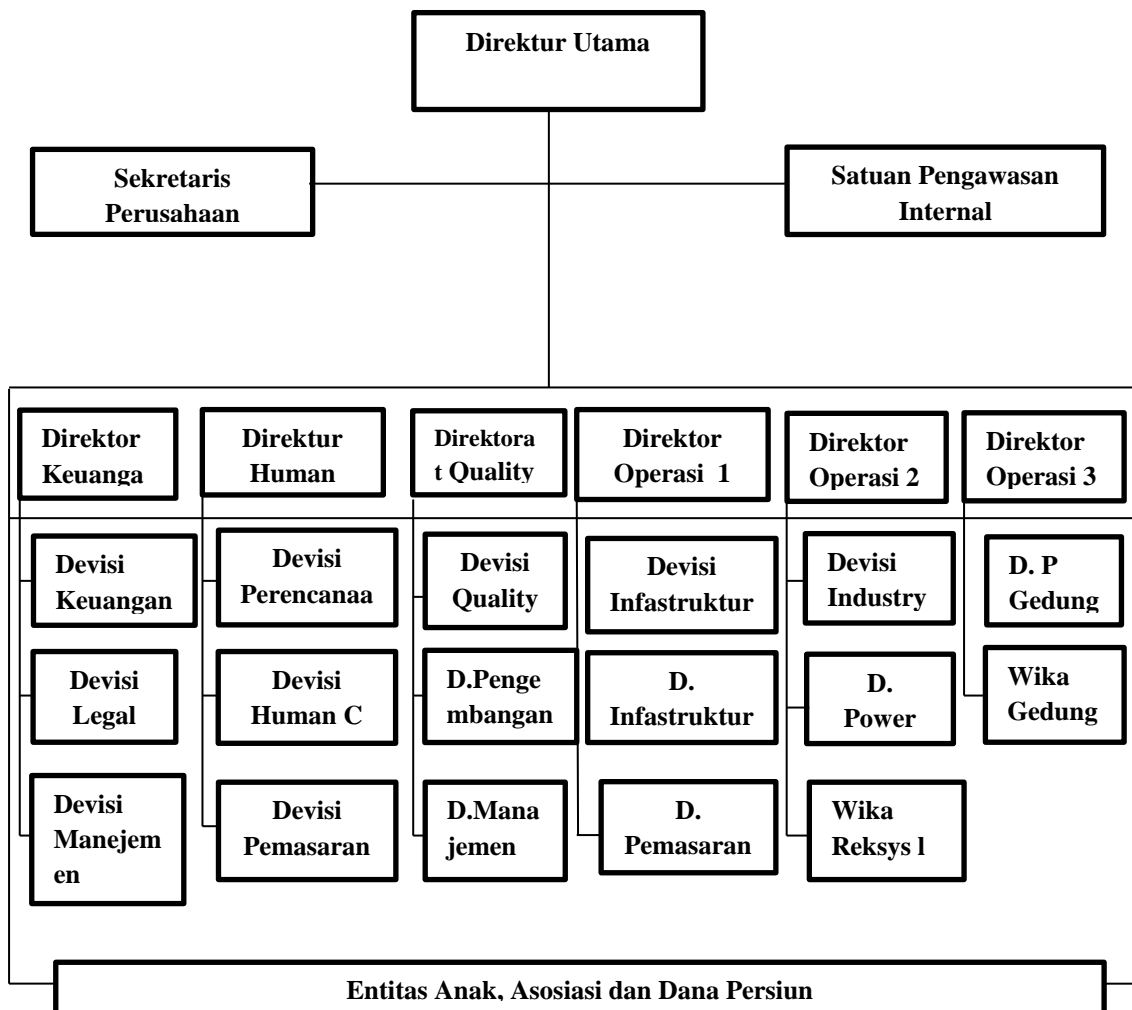 Direktur Utama
Sekretaris
Perusahaan
Satuan Pengawasan
Internal
Direktor
Keuanga
Direktur
Human
Direktora
t Quality
Direktor
Operasi 1
Direktor
Operasi 2
Direktor
Operasi 3
Devisi
Keuangan
Devisi
Perencanaa
Devisi
Quality
Devisi
Infastruktur
Devisi
Industry
D. P
Gedung
Devisi
Legal
Devisi
Human C
D.Penge
mbangan
D.
Infastruktur
D.
Power
Wika
Gedung
Devisi
Manejem
en
Devisi
Pemasaran
D.Mana
jemen
D.
Pemasaran
Wika
Reksys l
Entitas Anak, Asosiasi dan Dana Persiun